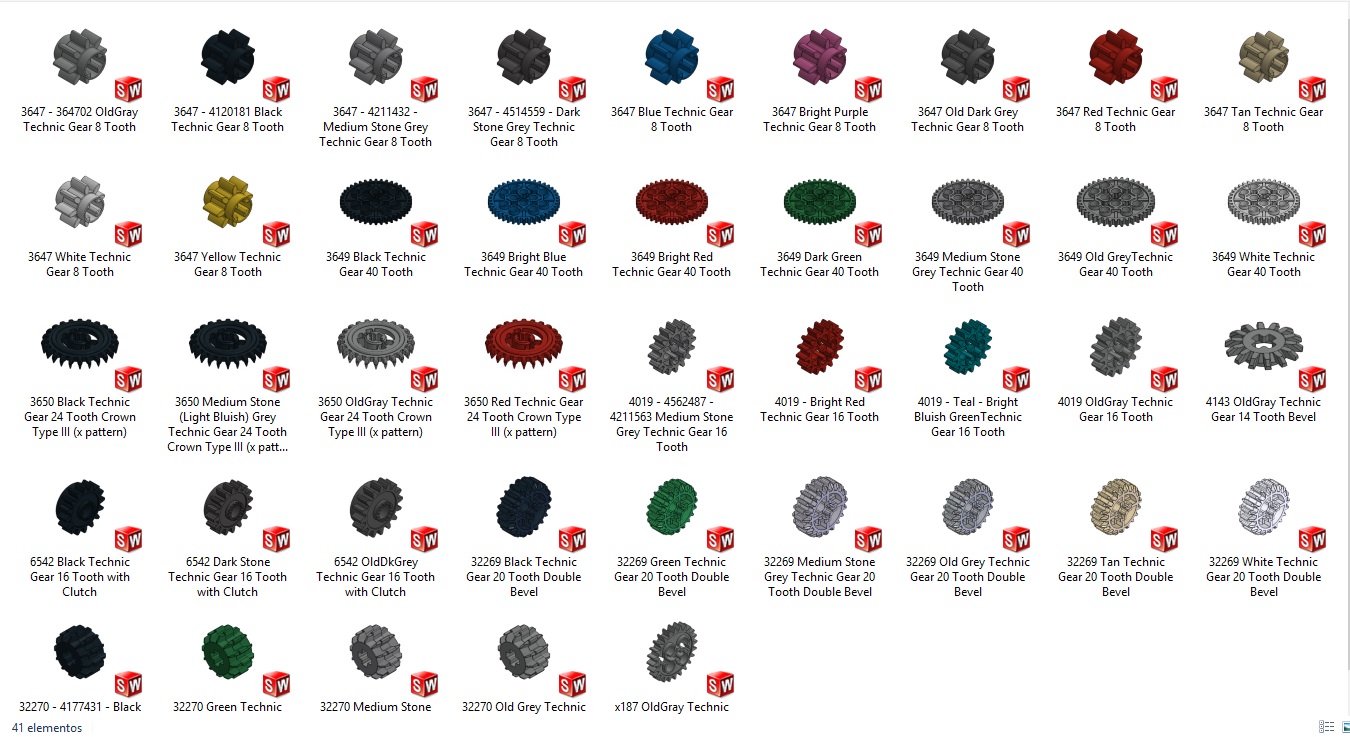 3647 - 364702 OldGray
Technic Gear 8 Tooth
3647 - 4120181 Black
Technic Gear 8 Tooth
3647 - 4211432 -
Medium Stone Grey
Technic Gear 8 Tooth
3647 - 4514559 - Dark
Stone Grey Technic
Gear 8 Tooth
3647 Blue Technic Gear
8 Tooth
3647 Bright Purple
Technic Gear 8 Tooth
3647 Old Dark Grey
Technic Gear 8 Tooth
3647 Red Technic Gear
8 Tooth
3647 Tan Technic Gear
8 Tooth
3647 White Technic
Gear 8 Tooth
3647 Yellow Technic
Gear 8 Tooth
3649 Black Technic
Gear 40 Tooth
3649 Bright Blue
Technic Gear 40 Tooth
3649 Bright Red
Technic Gear 40 Tooth
3649 Dark Green
Technic Gear 40 Tooth
3649 Medium Stone
Grey Technic Gear 40
Tooth
3649 Old GreyTechnic
Gear 40 Tooth
3649 White Technic
Gear 40 Tooth
3650 Black Technic
Gear 24 Tooth Crown
Type III (x pattern)
3650 Medium Stone
(Light Bluish) Grey
Technic Gear 24 Tooth
Crown Type III (x patt...
3650 OldGray Technic
Gear 24 Tooth Crown
Type III (x pattern)
3650 Red Technic Gear
24 Tooth Crown Type
III (x pattern)
4019 - 4562487 -
4211563 Medium Stone
Grey Technic Gear 16
Tooth
4019 - Bright Red
Technic Gear 16 Tooth
4019 - Teal - Bright
Bluish GreenTechnic
Gear 16 Tooth
4019 OldGray Technic
Gear 16 Tooth
4143 OldGray Technic
Gear 14 Tooth Bevel
6542 Black Technic
Gear 16 Tooth with
Clutch
6542 Dark Stone
Technic Gear 16 Tooth
with Clutch
6542 OldDkGrey
Technic Gear 16 Tooth
with Clutch
32269 Black Technic
Gear 20 Tooth Double
Bevel
32269 Green Technic
Gear 20 Tooth Double
Bevel
32269 Medium Stone
Grey Technic Gear 20
Tooth Double Bevel
32269 Old Grey Technic
Gear 20 Tooth Double
Bevel
32269 Tan Technic
Gear 20 Tooth Double
Bevel
32269 White Technic
Gear 20 Tooth Double
Bevel
32270 - 4177431 - Black
32270 Green Technic
32270 Medium Stone
32270 Old Grey Technic
x187 OldGray Technic
41 elementos